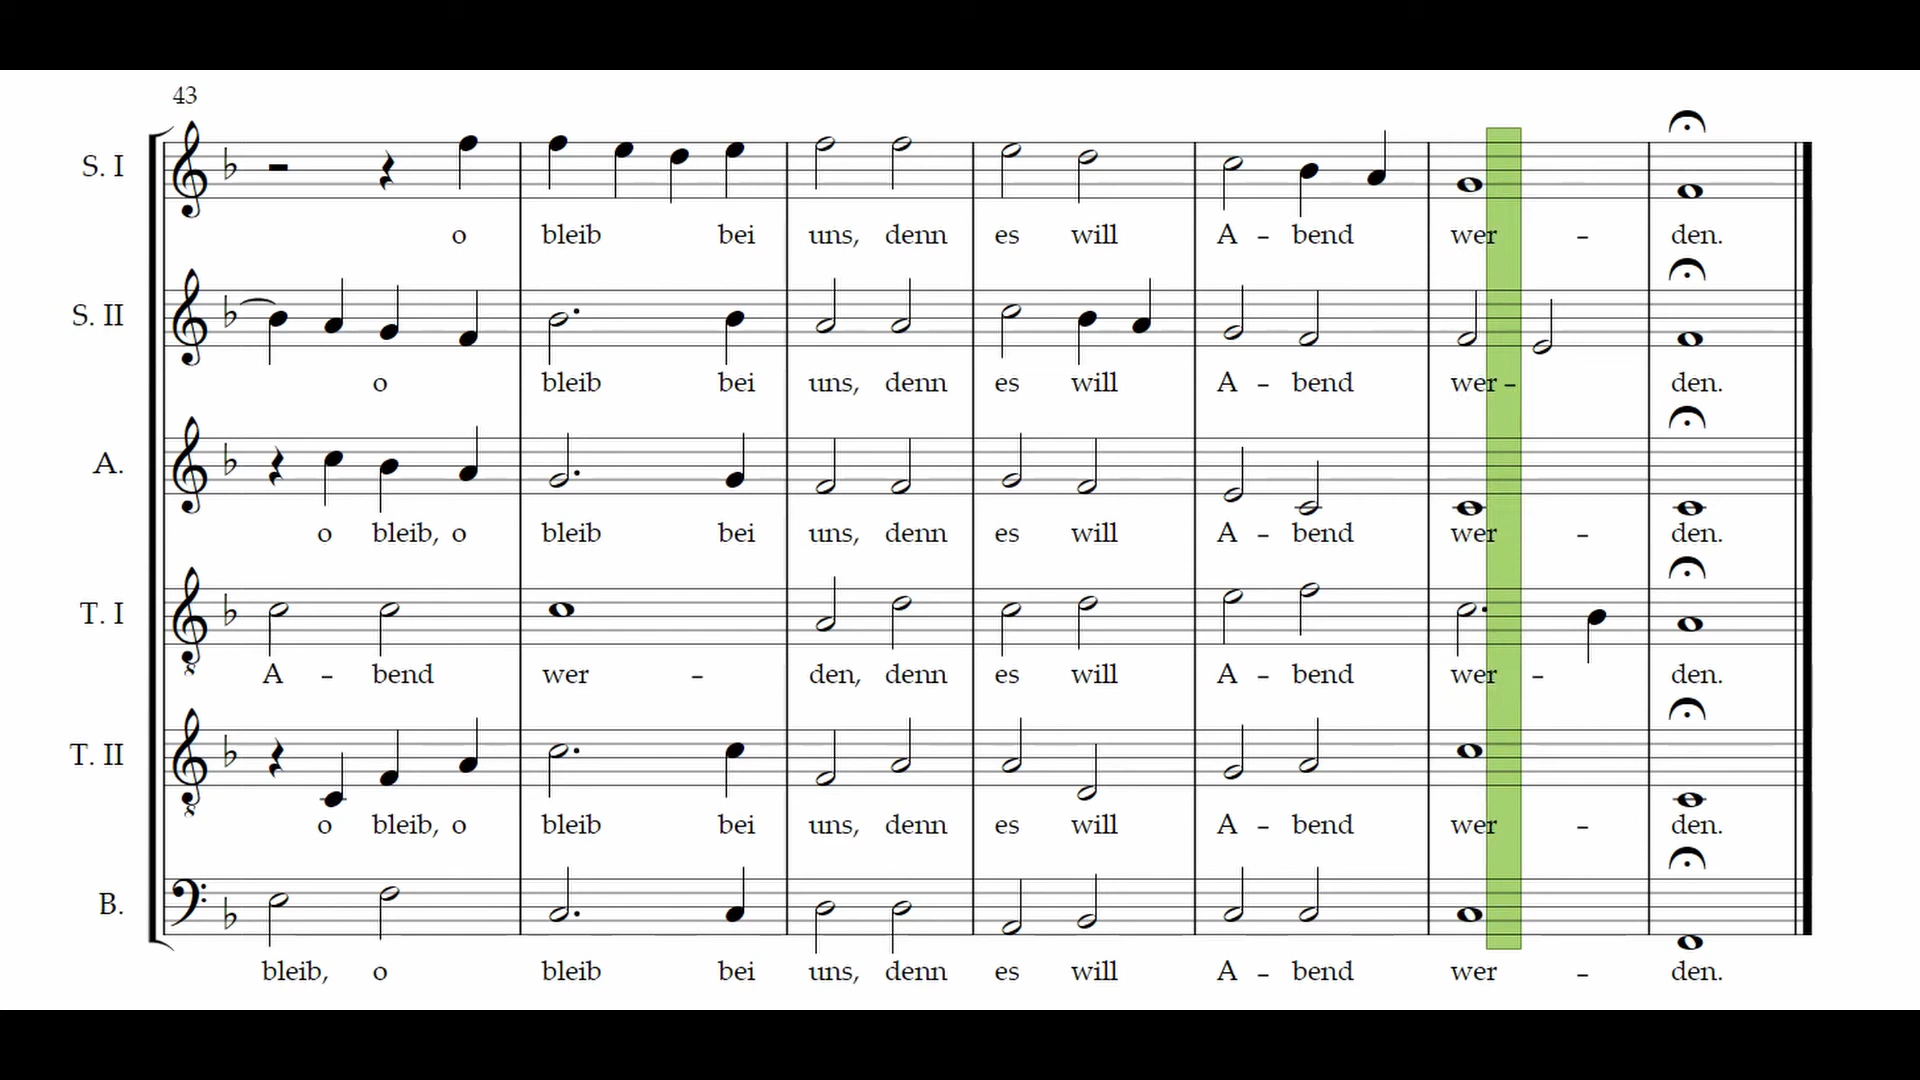 43
S. I
o bleib bei uns, denn es will A - bend wer - den.
S. II
o bleib bei uns, denn es will A - bend wer - den.
A.
o bleib, o bleib bei uns, denn es will A - bend wer - den.
T. I
A - bend wer - den, denn es will A - bend wer - den.
T. II
o bleib, o bleib bei uns, denn es will A - bend wer - den.
B.
bleib, o bleib bei uns, denn es will A - bend wer - den.